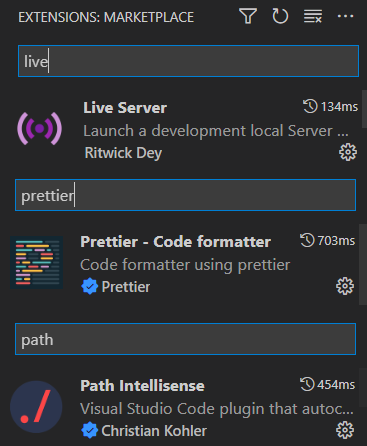 EXTENSIONS: MARKETPLACE
live
Live Server 134ms
Launch a development local Server ...
Ritwick Dey
prettier
Prettier - Code formatter 703ms
Code formatter using prettier
Prettier
path
Path Intellisense 454ms
Visual Studio Code plugin that autoc...
Christian Kohler